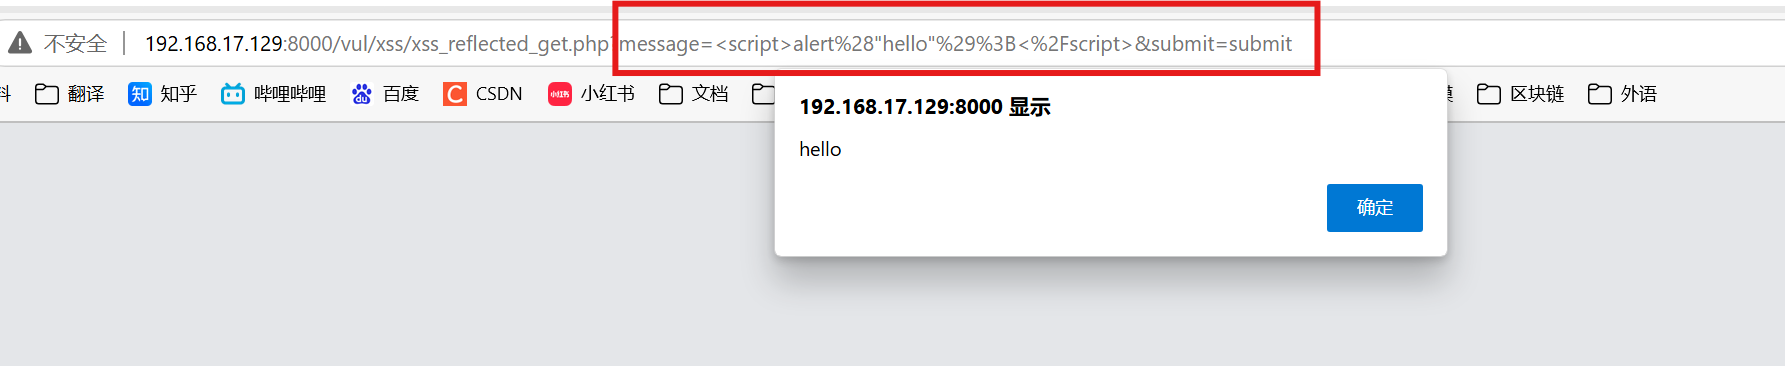 不安全 192.168.17.129:8000/vul/xss/xss_reflected_get.php?message=<script>alert%28"hello"%29%3B<%2Fscript>&submit=submit
翻译 知 知乎 哔哩哔哩 du 百度 C CSDN 小红书 小红书 文档 区块链 外语
192.168.17.129:8000 显示
hello
确定